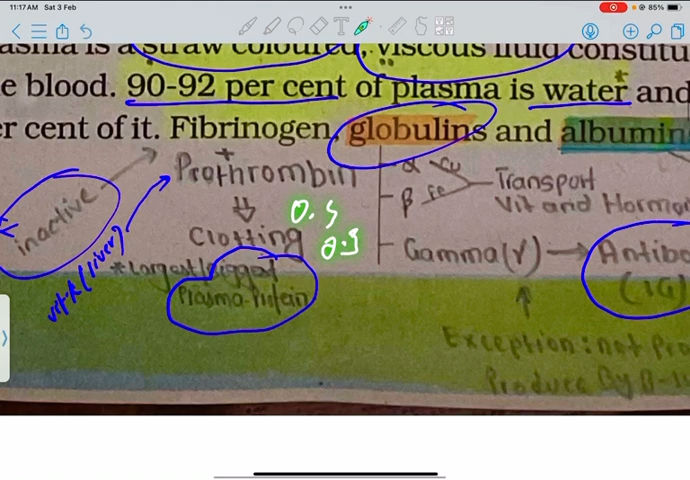 11:17 AM Sat 3 Feb
85%
asma is a straw coloured, viscous fluid constitu
e blood. 90-92 per cent of plasma is water and
er cent of it. Fibrinogen, globulins and albumin
Prothrombin
inactive
α Cu
β Fe
Transport
Vit and Hormo
0.5
0.3
Clotting
Gamma(γ) → Antibo
(IG)
vit-k (liver)
*Largest/biggest
Plasma Protein
Exception: not Pro
Produce By B-